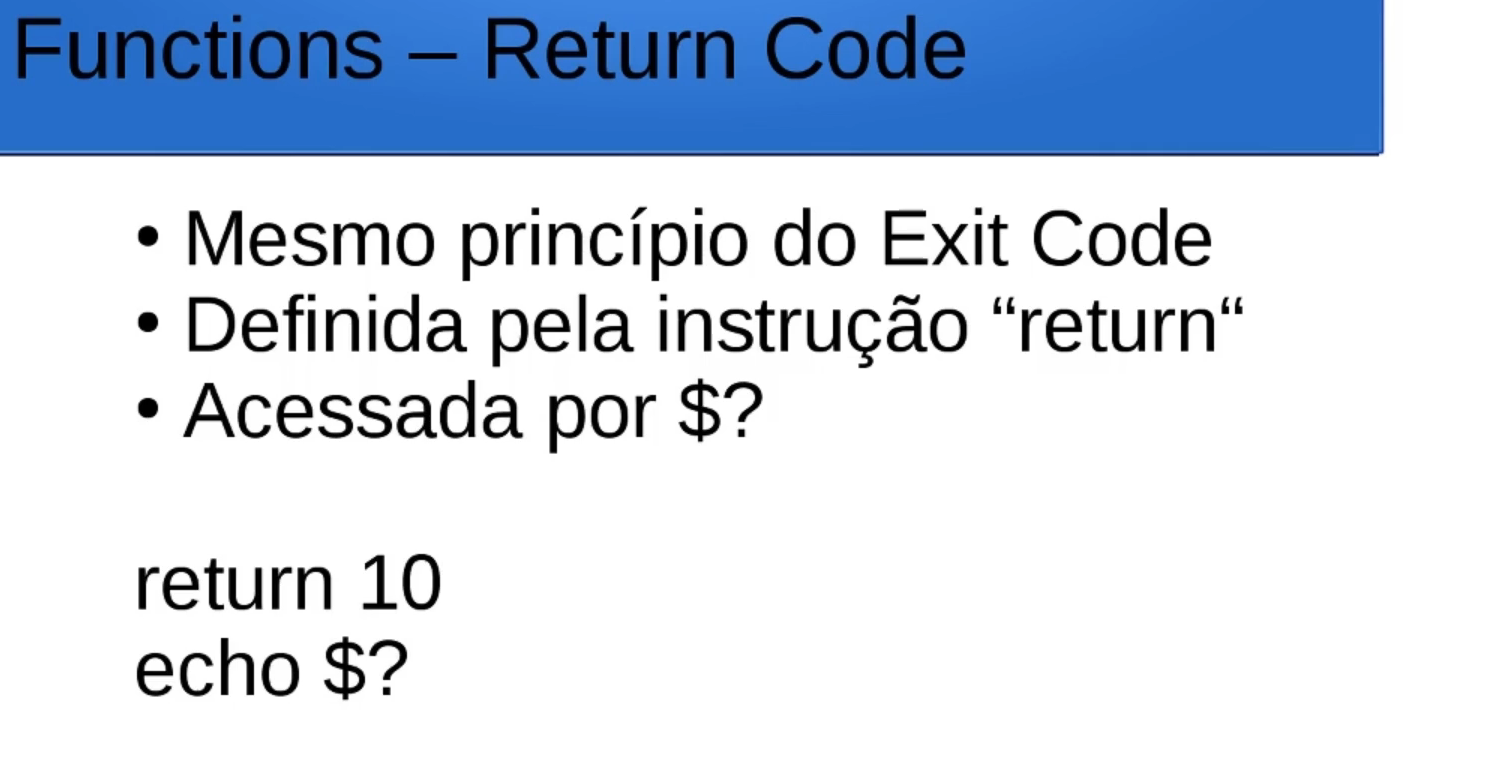 Functions – Return Code
• Mesmo princípio do Exit Code
• Definida pela instrução “return“
• Acessada por $?
return 10
echo $?